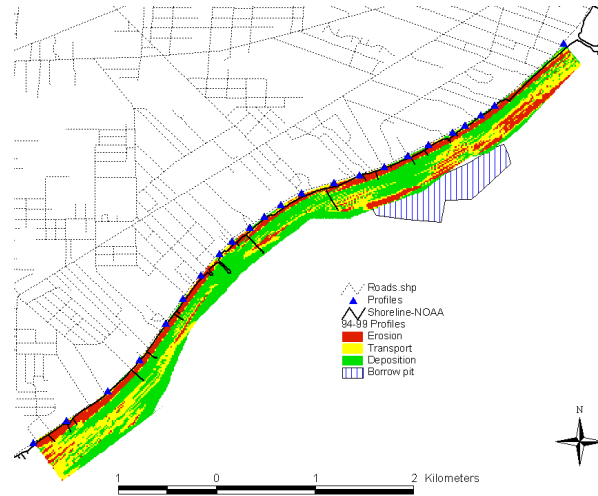 Roads.shp
Profiles
Shoreline-NOAA
94-99 Profiles
Erosion
Transport
Deposition
Borrow pit
N
1 0 1 2 Kilometers